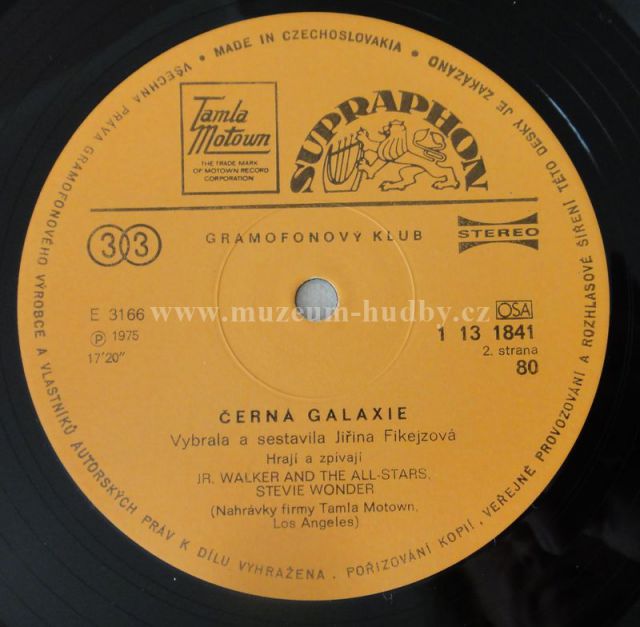 VŠECHNA PRÁVA GRAMOFONOVÉHO VÝROBCE A VLASTNÍKŮ AUTORSKÝCH PRÁV K DÍLU VYHRAŽENA. POŘIZOVÁNÍ KOPIÍ, VEŘEJNÉ PROVOZOVÁNÍ A ROZHLASOVÉ ŠÍŘENÍ TÉTO DESKY JE ZAKÁZÁNO • MADE IN CZECHOSLOVAKIA •
Tamla
Motown
THE TRADE MARK
OF MOTOWN RECORD
CORPORATION
SUPRAPHON
33
GRAMOFONOVÝ KLUB
STEREO
E 3166
℗ 1975
17'20"
www.muzeum-hudby.cz
OSA
1 13 1841
2. strana
80
ČERNÁ GALAXIE
Vybrala a sestavila Jiřina Fikejzová
Hrají a zpívají
JR. WALKER AND THE ALL-STARS,
STEVIE WONDER
(Nahrávky firmy Tamla Motown,
Los Angeles)